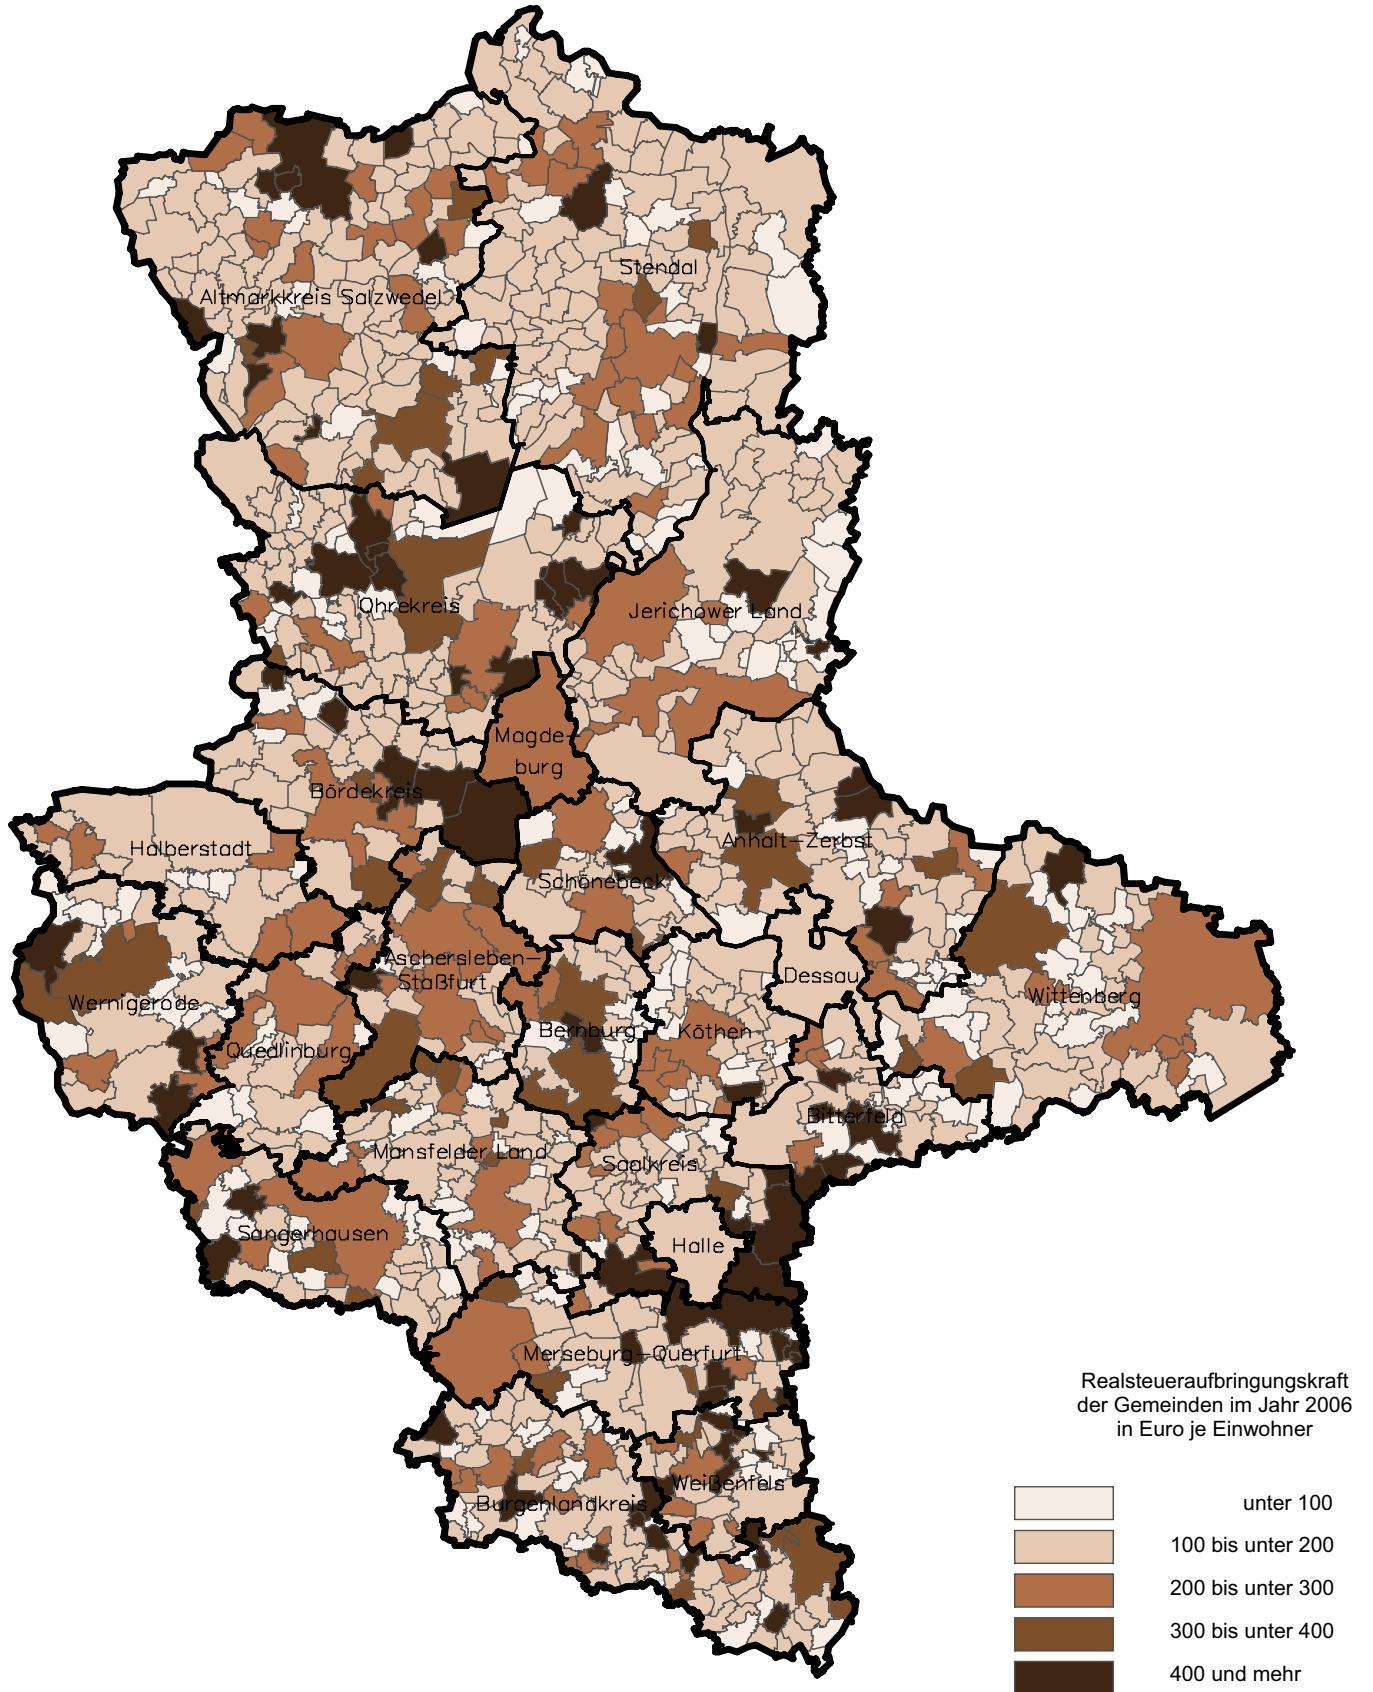 Stendal
Altmarkkreis Salzwedel
Ohrekreis
Jerichower Land
Magde-
burg
Bördekreis
Halberstadt
Anhalt-Zerbst
Schönebeck
Aschersleben-
Staßfurt
Dessau
Wernigerode
Wittenberg
Bernburg
Köthen
Quedlinburg
Bitterfeld
Mansfelder Land
Saalkreis
Sangerhausen
Halle
Merseburg-Querfurt
Weißenfels
Burgenlandkreis
Realsteueraufbringungskraft
der Gemeinden im Jahr 2006
in Euro je Einwohner
unter 100
100 bis unter 200
200 bis unter 300
300 bis unter 400
400 und mehr